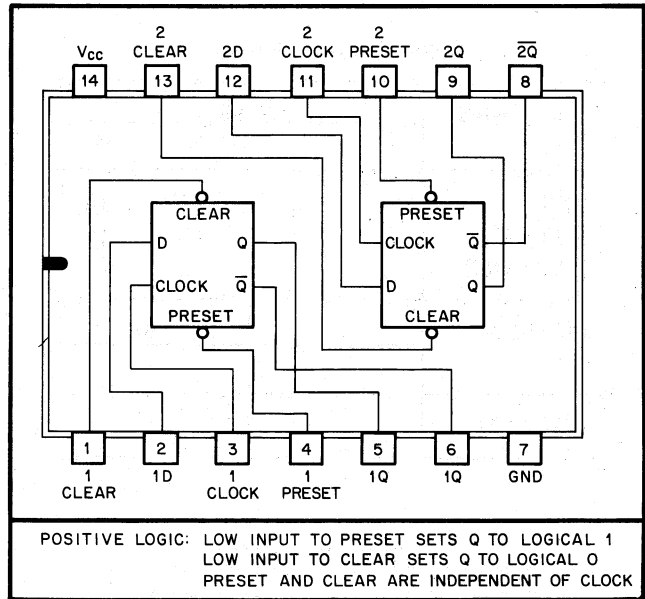 2 2 2
Vcc CLEAR 2D CLOCK PRESET 2Q 2Q̅
14 13 12 11 10 9 8
CLEAR PRESET
D Q CLOCK Q̅
CLOCK Q̅ D Q
PRESET CLEAR
1 2 3 4 5 6 7
1 1D 1 1 1Q 1Q GND
CLEAR CLOCK PRESET
POSITIVE LOGIC: LOW INPUT TO PRESET SETS Q TO LOGICAL 1
LOW INPUT TO CLEAR SETS Q TO LOGICAL 0
PRESET AND CLEAR ARE INDEPENDENT OF CLOCK